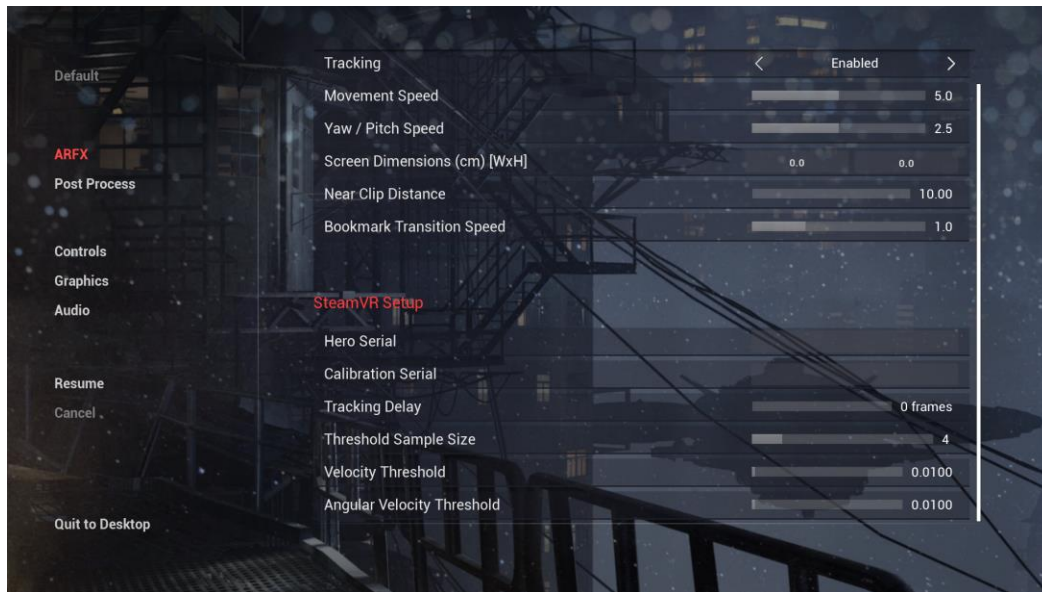 Default
ARFX
Post Process
Controls
Graphics
Audio
Resume
Cancel
Quit to Desktop
Tracking < Enabled >
Movement Speed 5.0
Yaw / Pitch Speed 2.5
Screen Dimensions (cm) [WxH] 0.0 0.0
Near Clip Distance 10.00
Bookmark Transition Speed 1.0
SteamVR Setup
Hero Serial
Calibration Serial
Tracking Delay 0 frames
Threshold Sample Size 4
Velocity Threshold 0.0100
Angular Velocity Threshold 0.0100